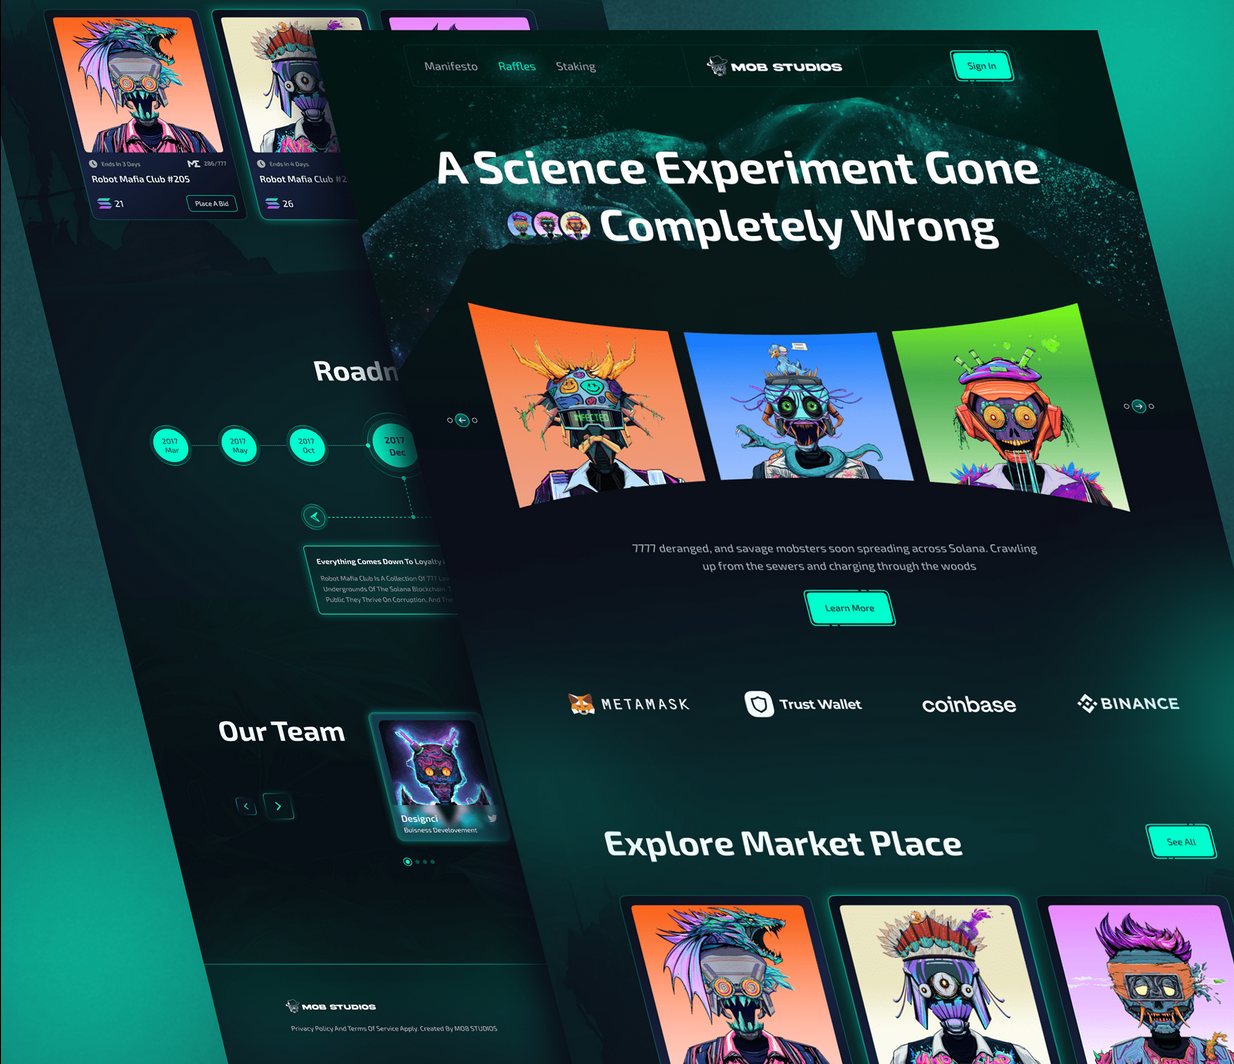 Ends In 3 Days
ME 286/777
Robot Mafia Club #205
21
Place A Bid
Ends In 4 Days
Robot Mafia Club #2
26
Manifesto
Raffles
Staking
MOB STUDIOS
Sign In
A Science Experiment Gone
Completely Wrong
INFECTED
7777 deranged, and savage mobsters soon spreading across Solana. Crawling
up from the sewers and charging through the woods
Learn More
METAMASK
Trust Wallet
coinbase
BINANCE
Explore Market Place
See All
Roadm
2017
Mar
2017
May
2017
Oct
2017
Dec
Everything Comes Down To Loyalty
Robot Mafia Club Is A Collection Of 777
Undergrounds Of The Solana Blockchain
Public They Thrive On Corruption, And The
Our Team
Designci
Buisness Develovement
MOB STUDIOS
Privacy Policy And Terms Of Service Apply. Created By MOB STUDIOS